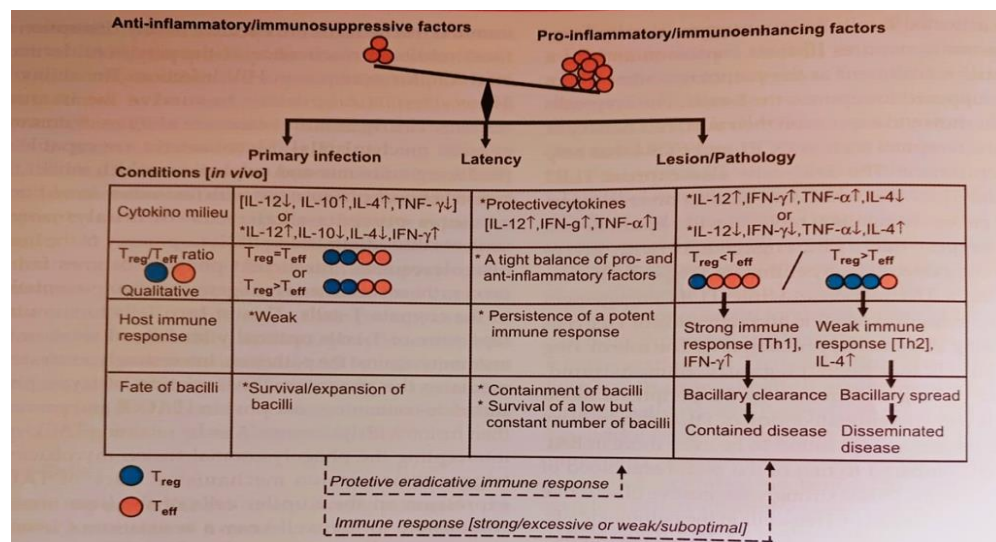 Anti-inflammatory/immunosuppressive factors
Pro-inflammatory/immunoenhancing factors
Primary infection
Latency
Lesion/Pathology
Conditions [in vivo]
Cytokino milieu
[IL-12↓, IL-10↑,IL-4↑,TNF- γ↓]
or
*IL-12↑,IL-10↓,IL-4↓,IFN-γ↑
*Protectivecytokines
[IL-12↑,IFN-g↑,TNF-α↑]
*IL-12↑,IFN-γ↑,TNF-α↑,IL-4↓
or
*IL-12↓,IFN-γ↓,TNF-α↓,IL-4↑
Treg/Teff ratio
Qualitative
Treg=Teff
or
Treg>Teff
* A tight balance of pro- and
anti-inflammatory factors
Treg<Teff
/
Treg>Teff
Host immune
response
*Weak
* Persistence of a potent
immune response
Strong immune
response [Th1],
IFN-γ↑
Weak immune
response [Th2],
IL-4↑
Fate of bacilli
*Survival/expansion of
bacilli
* Containment of bacilli
* Survival of a low but
constant number of bacilli
Bacillary clearance
Contained disease
Bacillary spread
Disseminated
disease
Treg
Teff
Protetive eradicative immune response
Immune response [strong/excessive or weak/suboptimal]